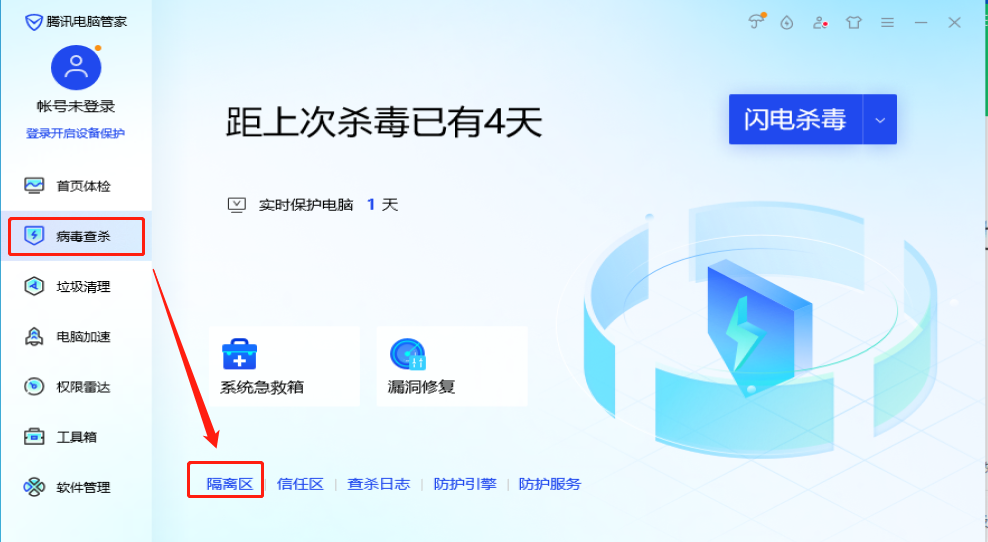 腾讯电脑管家
帐号未登录
登录开启设备保护
首页体检
病毒查杀
垃圾清理
电脑加速
权限雷达
工具箱
软件管理
距上次杀毒已有4天
闪电杀毒
实时保护电脑 1 天
系统急救箱
漏洞修复
隔离区 | 信任区 | 查杀日志 | 防护引擎 | 防护服务